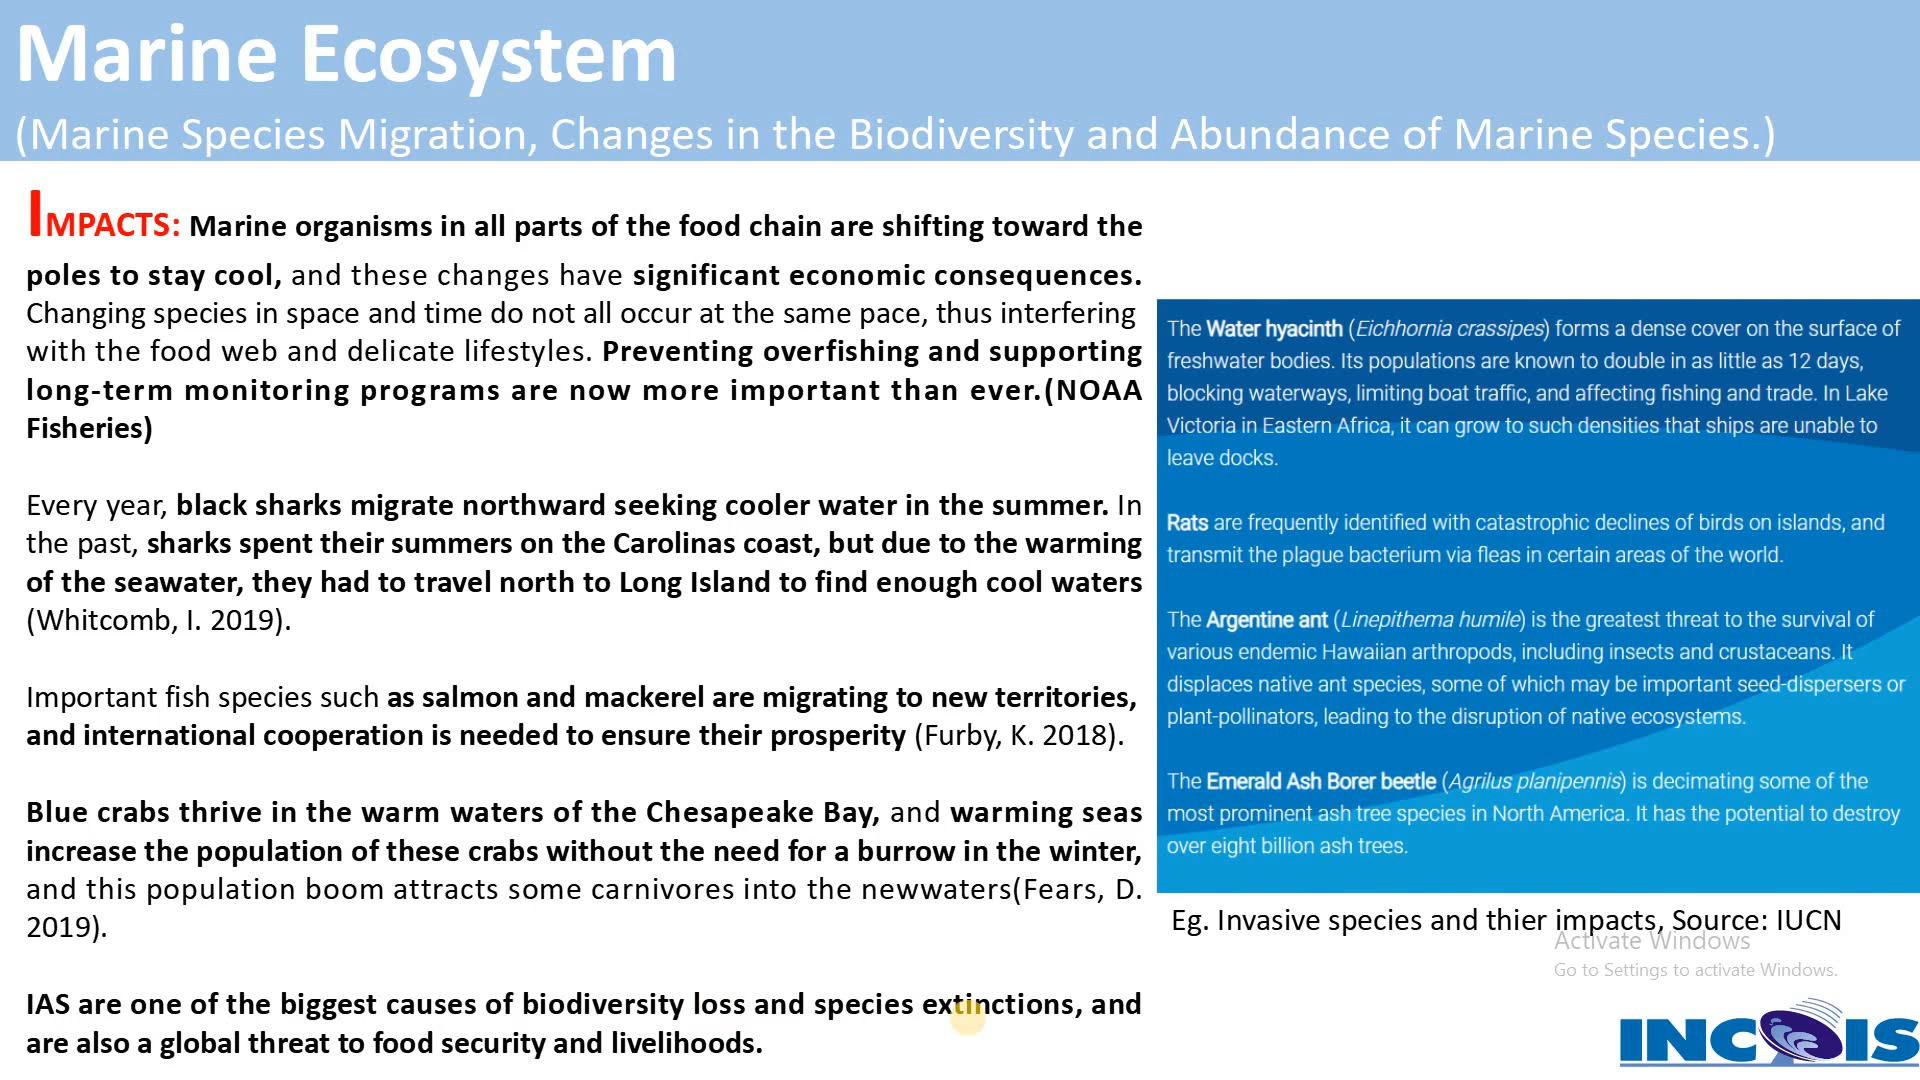 Marine Ecosystem
(Marine Species Migration, Changes in the Biodiversity and Abundance of Marine Species.)
IMPACTS: Marine organisms in all parts of the food chain are shifting toward the
poles to stay cool, and these changes have significant economic consequences.
Changing species in space and time do not all occur at the same pace, thus interfering
with the food web and delicate lifestyles. Preventing overfishing and supporting
long-term monitoring programs are now more important than ever.(NOAA
Fisheries)
Every year, black sharks migrate northward seeking cooler water in the summer. In
the past, sharks spent their summers on the Carolinas coast, but due to the warming
of the seawater, they had to travel north to Long Island to find enough cool waters
(Whitcomb, I. 2019).
Important fish species such as salmon and mackerel are migrating to new territories,
and international cooperation is needed to ensure their prosperity (Furby, K. 2018).
Blue crabs thrive in the warm waters of the Chesapeake Bay, and warming seas
increase the population of these crabs without the need for a burrow in the winter,
and this population boom attracts some carnivores into the newwaters(Fears, D.
2019).
IAS are one of the biggest causes of biodiversity loss and species extinctions, and
are also a global threat to food security and livelihoods.
The Water hyacinth (Eichhornia crassipes) forms a dense cover on the surface of
freshwater bodies. Its populations are known to double in as little as 12 days,
blocking waterways, limiting boat traffic, and affecting fishing and trade. In Lake
Victoria in Eastern Africa, it can grow to such densities that ships are unable to
leave docks.
Rats are frequently identified with catastrophic declines of birds on islands, and
transmit the plague bacterium via fleas in certain areas of the world.
The Argentine ant (Linepithema humile) is the greatest threat to the survival of
various endemic Hawaiian arthropods, including insects and crustaceans. It
displaces native ant species, some of which may be important seed-dispersers or
plant-pollinators, leading to the disruption of native ecosystems.
The Emerald Ash Borer beetle (Agrilus planipennis) is decimating some of the
most prominent ash tree species in North America. It has the potential to destroy
over eight billion ash trees.
Eg. Invasive species and thier impacts, Source: IUCN
Activate Windows
Go to Settings to activate Windows.
INCOIS